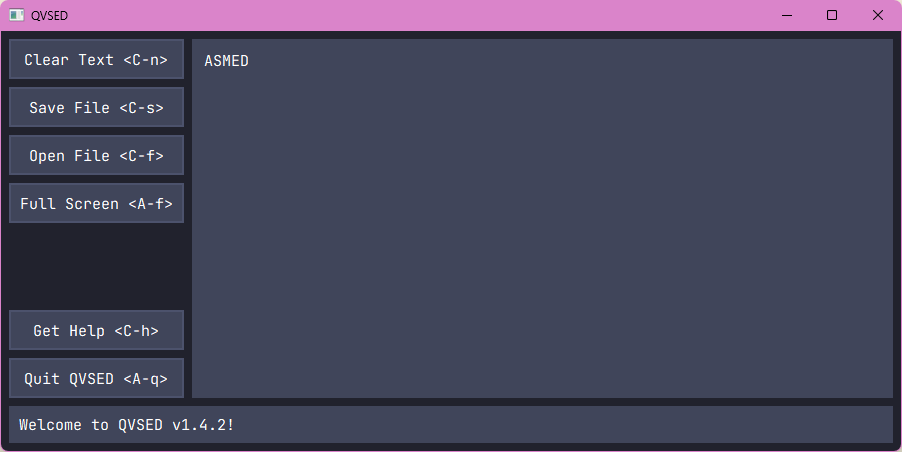 QVSED
Clear Text <C-n>
Save File <C-s>
Open File <C-f>
Full Screen <A-f>
Get Help <C-h>
Quit QVSED <A-q>
ASMED
Welcome to QVSED v1.4.2!